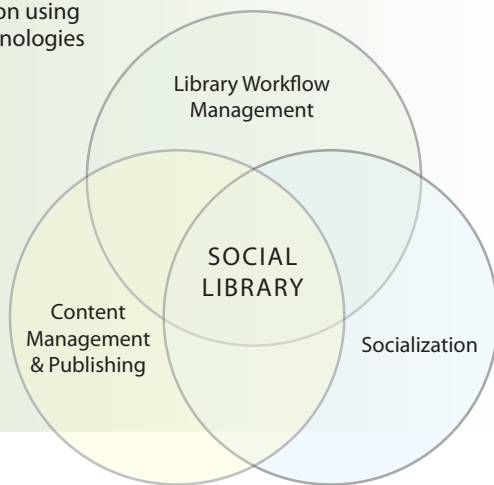 on using
nologies
Library Workflow
Management
SOCIAL
LIBRARY
Content
Management
& Publishing
Socialization